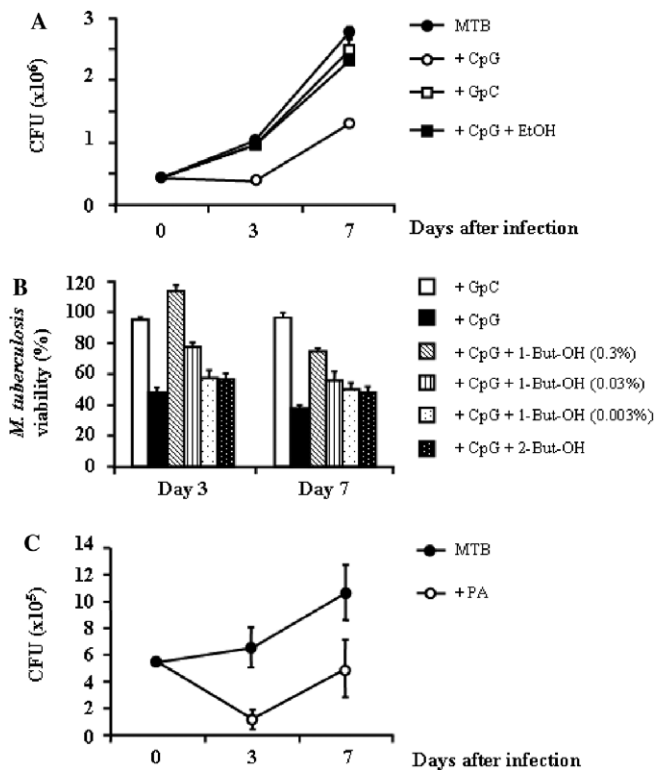 A
CFU (x10⁶)
3
2
1
0
0 3 7
Days after infection
MTB
+ CpG
+ GpC
+ CpG + EtOH
B
M. tuberculosis
viability (%)
120
100
80
60
40
20
0
Day 3 Day 7
+ GpC
+ CpG
+ CpG + 1-But-OH (0.3%)
+ CpG + 1-But-OH (0.03%)
+ CpG + 1-But-OH (0.003%)
+ CpG + 2-But-OH
C
CFU (x10⁵)
14
12
10
8
6
4
2
0
0 3 7
Days after infection
MTB
+ PA